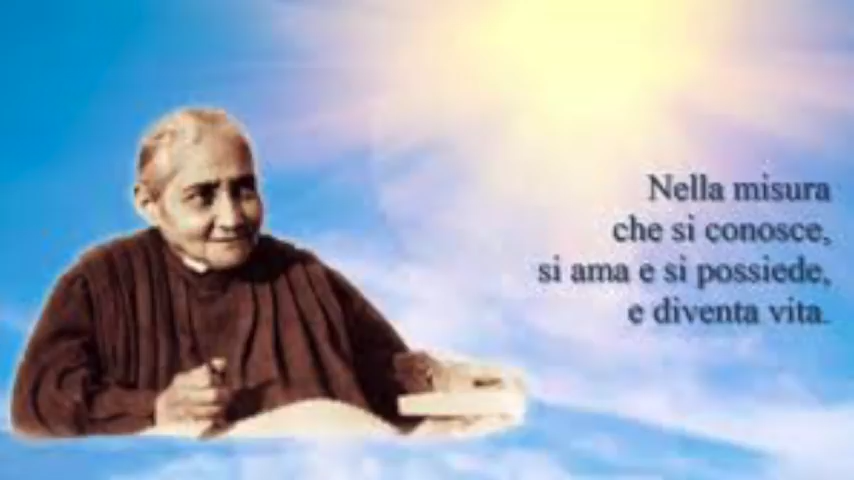 Nella misura
che si conosce,
si ama e si possiede,
e diventa vita.